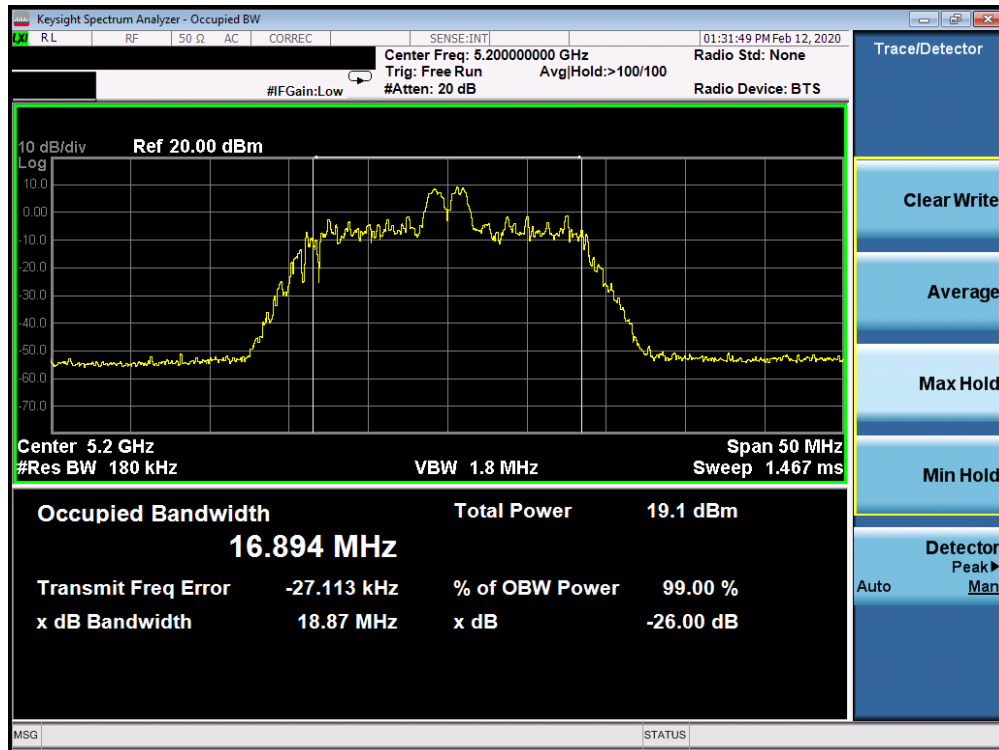 Keysight Spectrum Analyzer - Occupied BW
LXI RL RF 50 Ω AC CORREC SENSE:INT 01:31:49 PM Feb 12, 2020
Center Freq: 5.200000000 GHz Radio Std: None
Trig: Free Run Avg|Hold:>100/100
#IFGain:Low #Atten: 20 dB Radio Device: BTS
10 dB/div Ref 20.00 dBm
Log
10.0
0.00
-10.0
-20.0
-30.0
-40.0
-50.0
-60.0
-70.0
Center 5.2 GHz Span 50 MHz
#Res BW 180 kHz VBW 1.8 MHz Sweep 1.467 ms
Occupied Bandwidth Total Power 19.1 dBm
16.894 MHz
Transmit Freq Error -27.113 kHz % of OBW Power 99.00 %
x dB Bandwidth 18.87 MHz x dB -26.00 dB
MSG STATUS
Trace/Detector
Clear Write
Average
Max Hold
Min Hold
Detector
Peak▶
Auto Man